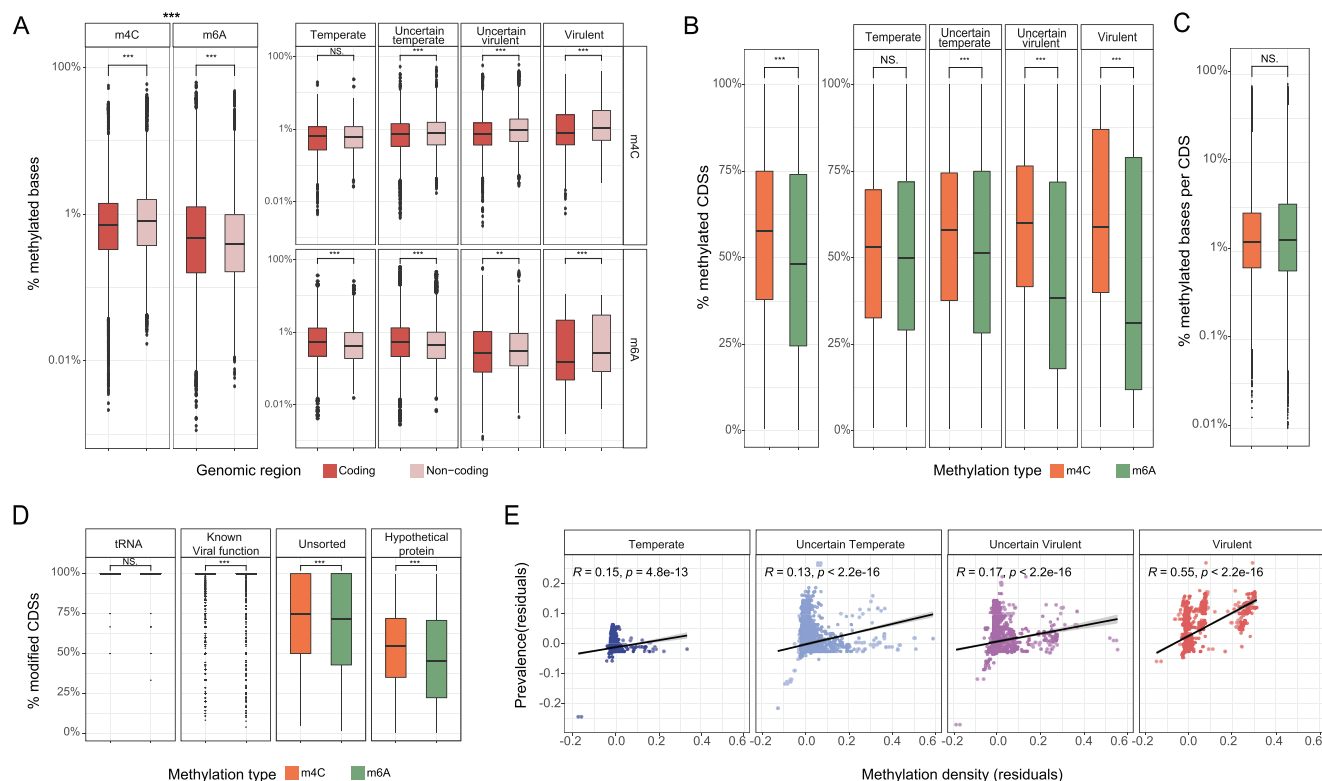 A
***
m4C
m6A
***
***
100%
1%
0.01%
% methylated bases
Temperate
Uncertain temperate
Uncertain virulent
Virulent
NS.
***
***
***
100%
1%
0.01%
m4C
***
***
**
***
100%
1%
0.01%
m6A
Genomic region
Coding
Non-coding
B
***
100%
75%
50%
25%
0%
% methylated CDSs
Temperate
Uncertain temperate
Uncertain virulent
Virulent
NS.
***
***
***
100%
75%
50%
25%
0%
Methylation type
m4C
m6A
C
NS.
100%
10%
1%
0.1%
0.01%
% methylated bases per CDS
D
tRNA
Known Viral function
Unsorted
Hypothetical protein
NS.
***
***
***
100%
75%
50%
25%
0%
% modified CDSs
Methylation type
m4C
m6A
E
Temperate
Uncertain Temperate
Uncertain Virulent
Virulent
R = 0.15, p = 4.8e-13
R = 0.13, p < 2.2e-16
R = 0.17, p < 2.2e-16
R = 0.55, p < 2.2e-16
0.2
0.1
0.0
-0.1
-0.2
Prevalence(residuals)
-0.2 0.0 0.2 0.4 0.6
-0.2 0.0 0.2 0.4 0.6
-0.2 0.0 0.2 0.4 0.6
-0.2 0.0 0.2 0.4 0.6
Methylation density (residuals)